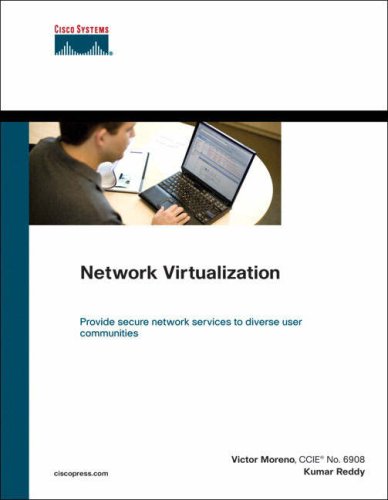 CISCO SYSTEMS
Network Virtualization
Provide secure network services to diverse user
communities
Victor Moreno, CCIE® No. 6908
ciscopress.com
Kumar Reddy